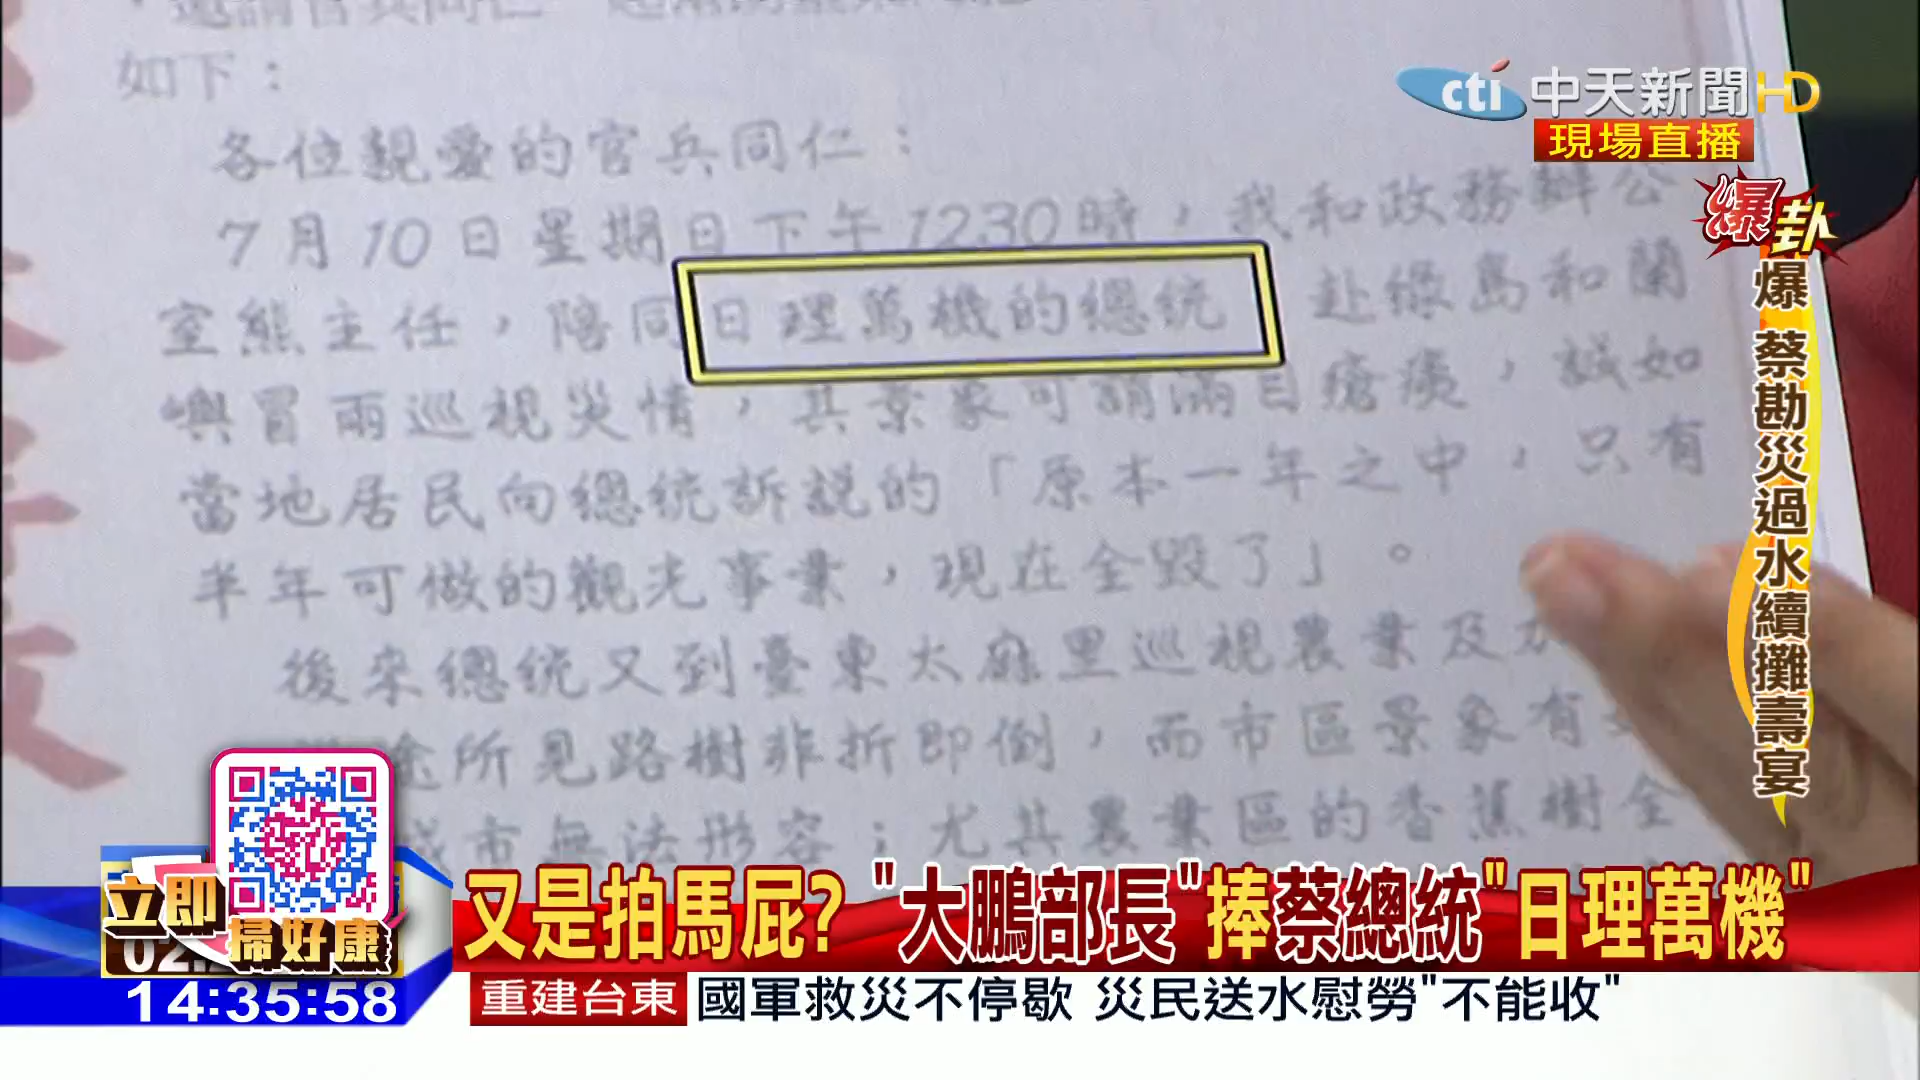 如下：
各位親愛的官兵同仁：
7月10日星期日下午1230時，我和政務辦公
室熊主任，陪同日理萬機的總統 赴綠島和蘭
嶼冒雨巡視災情，其景象可謂滿目瘡痍，誠如
當地居民向總統訴說的「原本一年之中，只有
半年可做的觀光事業，現在全毀了」。
後來總統又到臺東太麻里巡視農業及
途所見路樹非折即倒，而市區景象有
城市無法形容；尤其農業區的香蕉樹全
cti 中天新聞HD
現場直播
爆卦
爆 蔡勘災過水續攤壽宴
立即
掃好康
又是拍馬屁? "大鵬部長"捧蔡總統"日理萬機"
14:35:58
重建台東 國軍救災不停歇 災民送水慰勞"不能收"